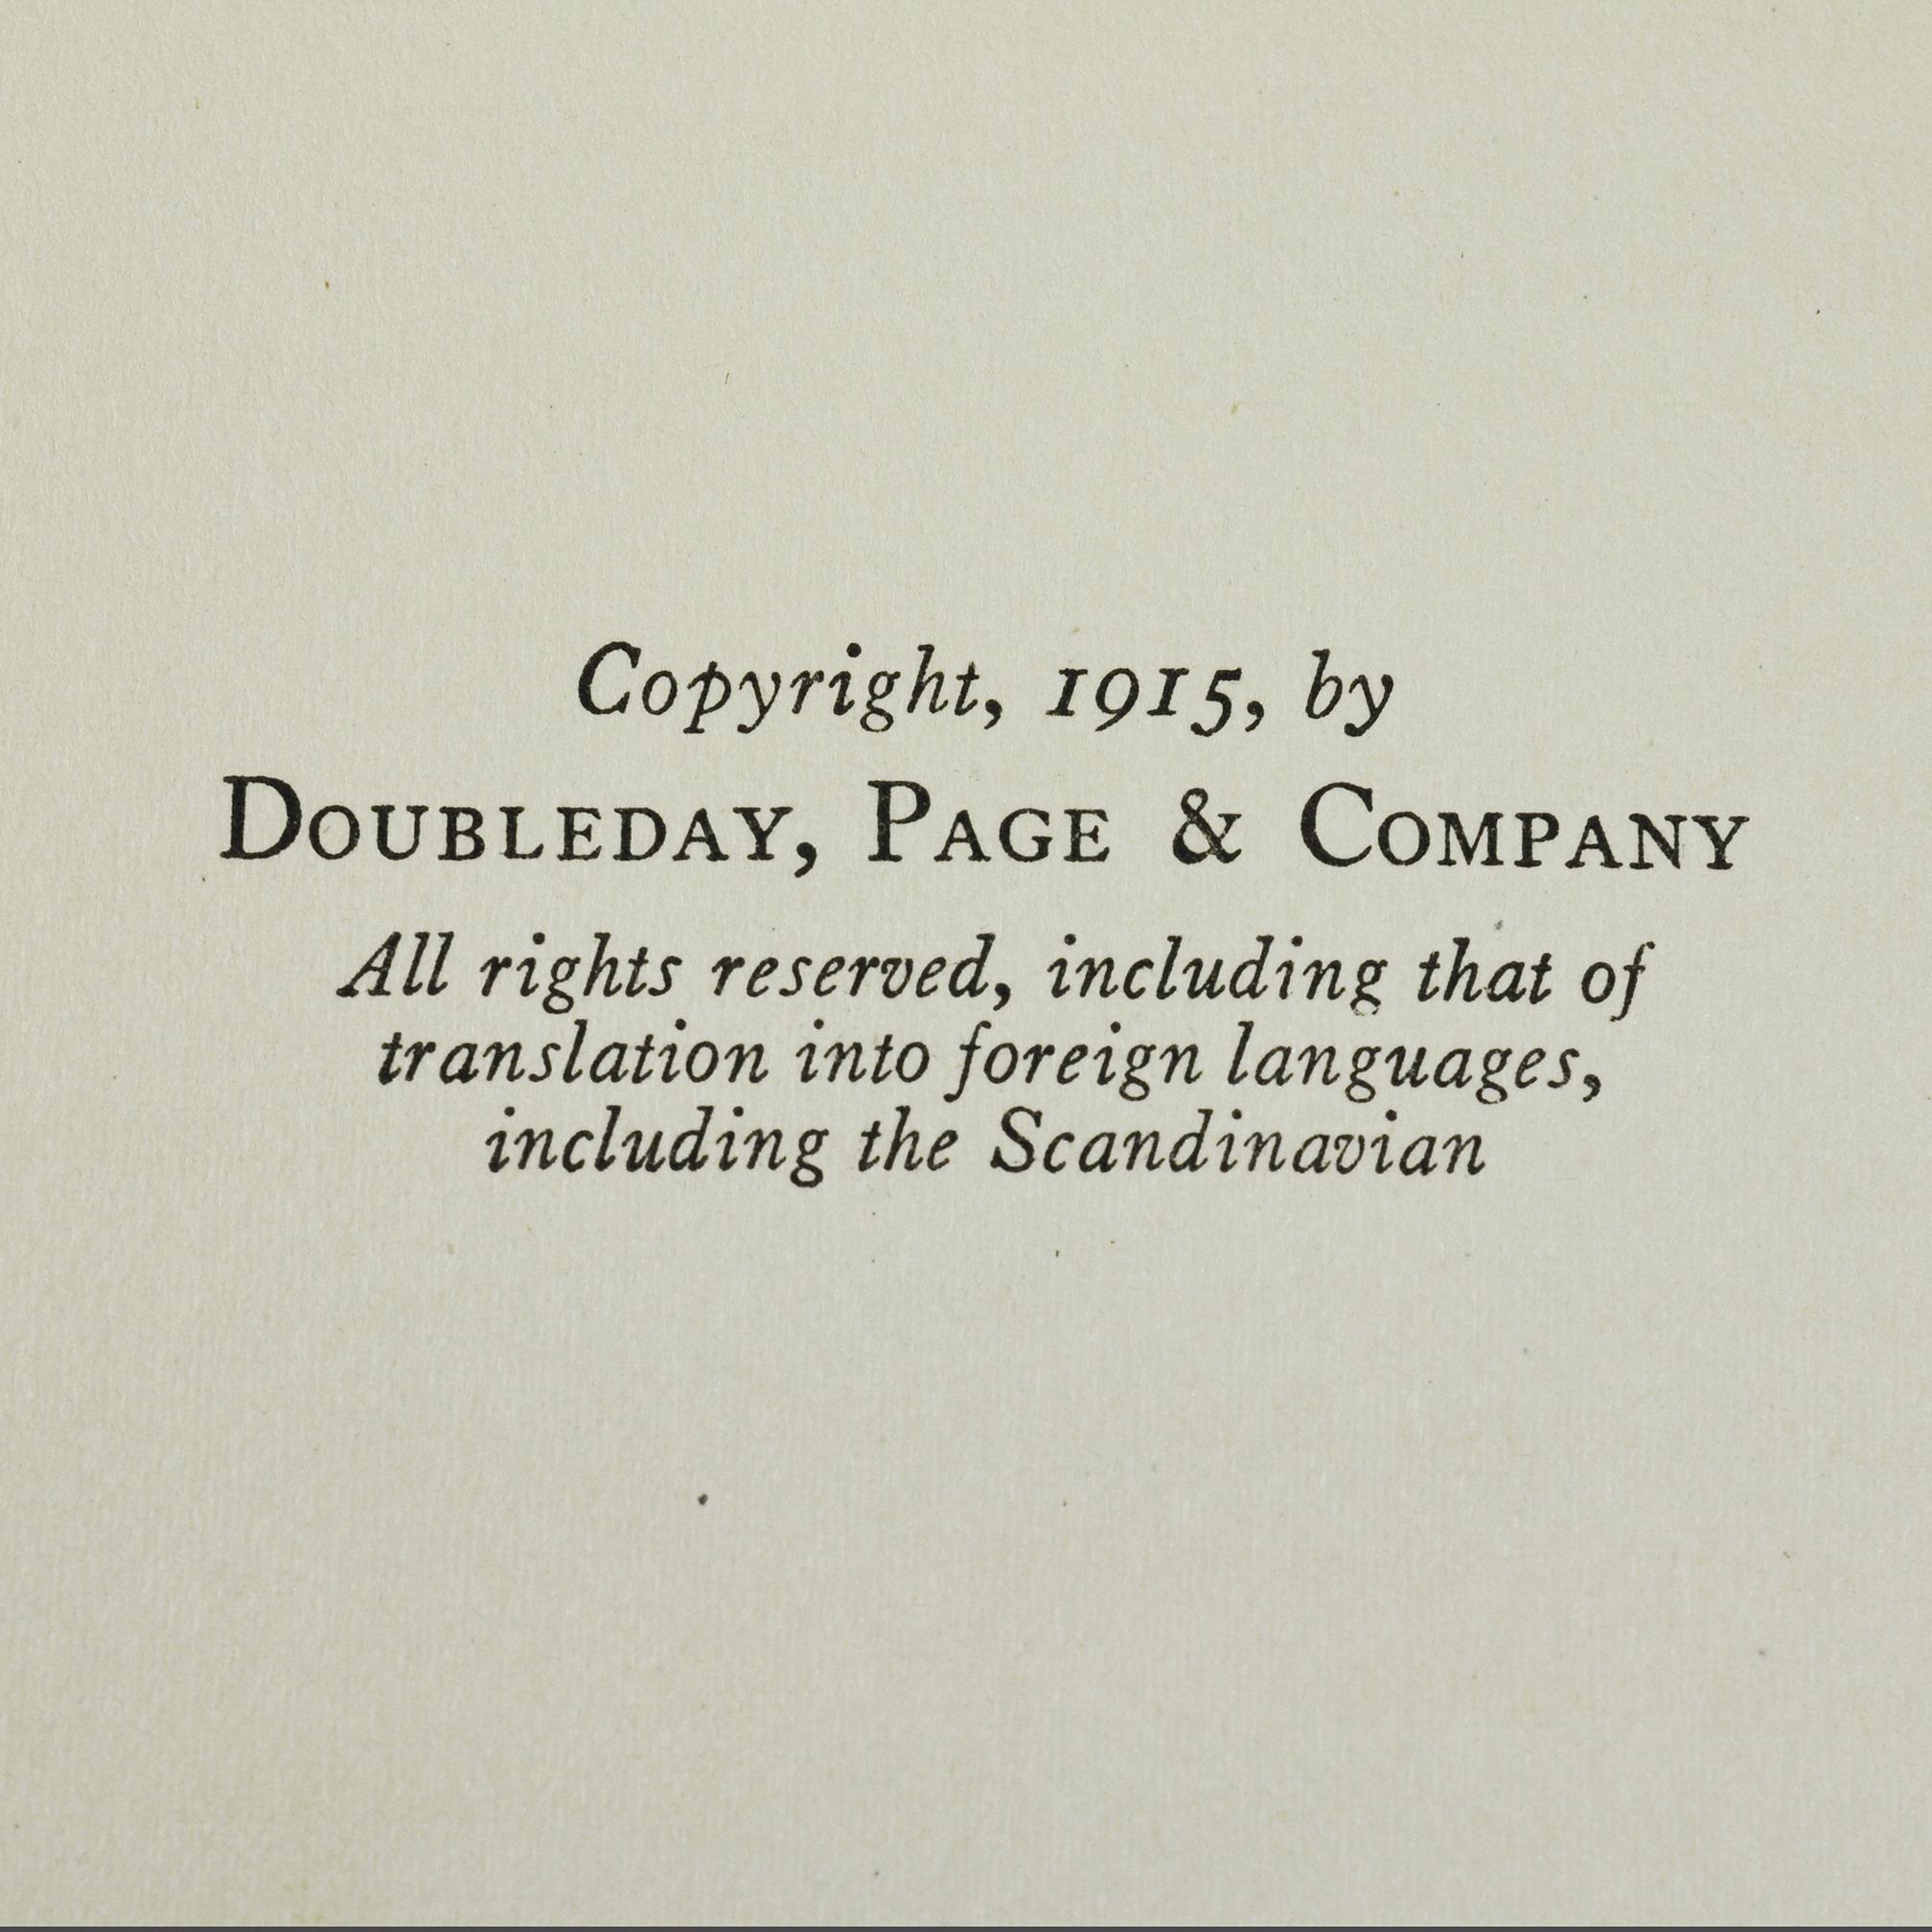 Copyright, 1915, by
Doubleday, Page & Company
All rights reserved, including that of
translation into foreign languages,
including the Scandinavian